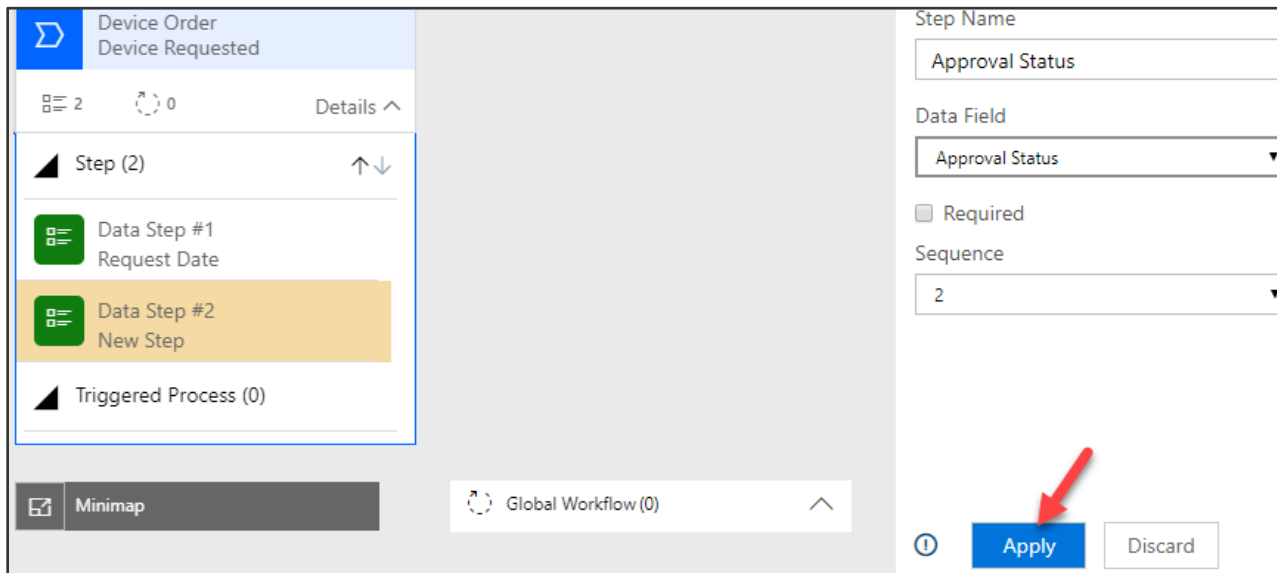 Device Order
Device Requested
2
0
Details
Step (2)
Data Step #1
Request Date
Data Step #2
New Step
Triggered Process (0)
Minimap
Global Workflow (0)
Step Name
Approval Status
Data Field
Approval Status
Required
Sequence
2
Apply
Discard